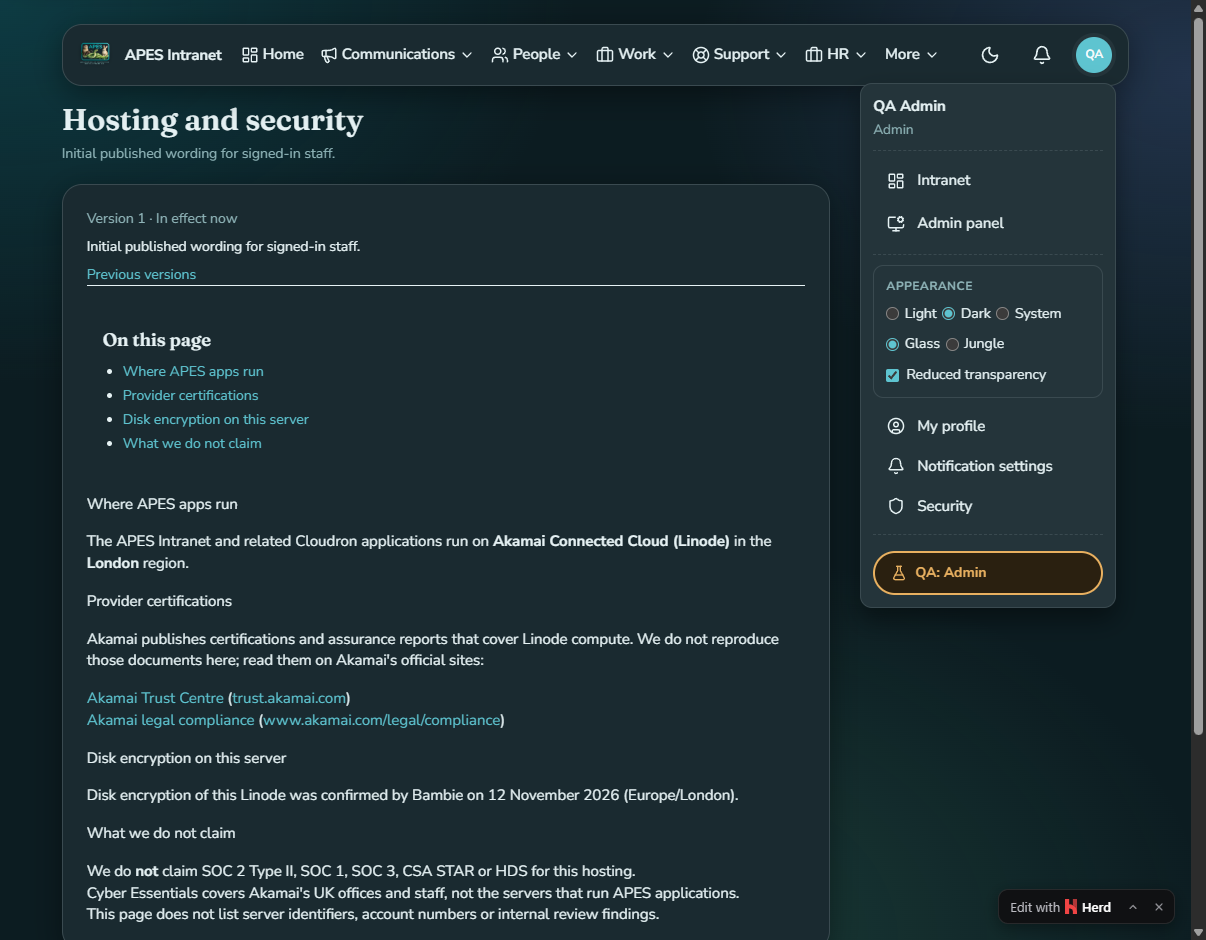 APES Intranet
Home
Communications
People
Work
Support
HR
More
QA
Hosting and security
Initial published wording for signed-in staff.
Version 1 · In effect now
Initial published wording for signed-in staff.
Previous versions
On this page
Where APES apps run
Provider certifications
Disk encryption on this server
What we do not claim
Where APES apps run
The APES Intranet and related Cloudron applications run on Akamai Connected Cloud (Linode) in the
London region.
Provider certifications
Akamai publishes certifications and assurance reports that cover Linode compute. We do not reproduce
those documents here; read them on Akamai's official sites:
Akamai Trust Centre (trust.akamai.com)
Akamai legal compliance (www.akamai.com/legal/compliance)
Disk encryption on this server
Disk encryption of this Linode was confirmed by Bambie on 12 November 2026 (Europe/London).
What we do not claim
We do not claim SOC 2 Type II, SOC 1, SOC 3, CSA STAR or HDS for this hosting.
Cyber Essentials covers Akamai's UK offices and staff, not the servers that run APES applications.
This page does not list server identifiers, account numbers or internal review findings.
QA Admin
Admin
Intranet
Admin panel
APPEARANCE
Light Dark System
Glass Jungle
Reduced transparency
My profile
Notification settings
Security
QA: Admin
Edit with Herd